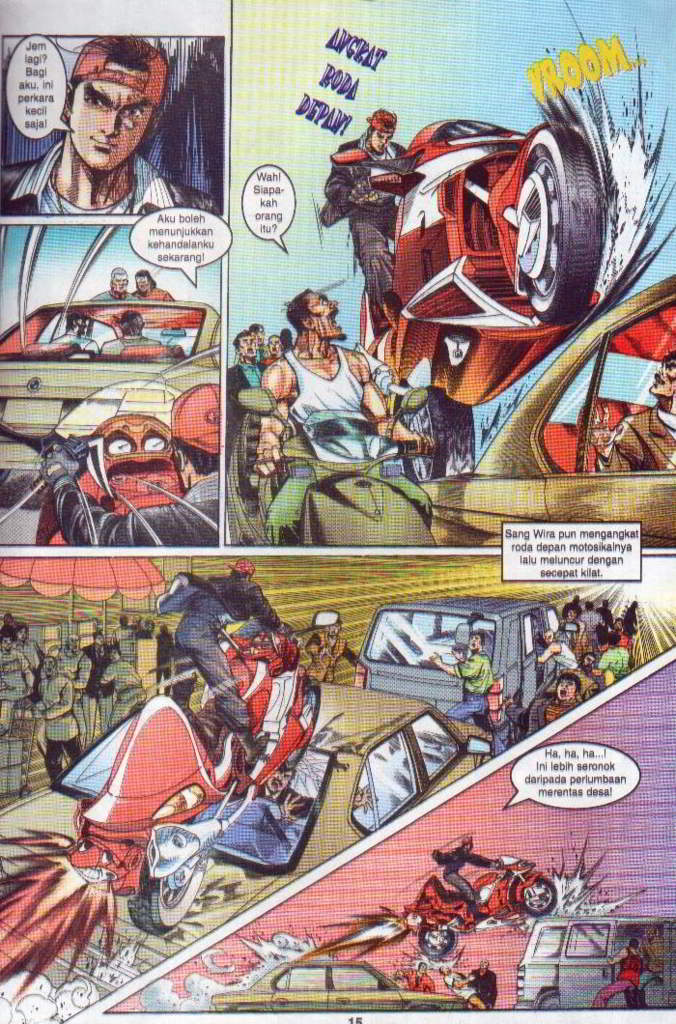 Jem
lagi?
Bagi
aku, ini
perkara
kecil
saja!
Aku boleh
menunjukkan
kehandalanku
sekarang!
ANGKAT
RODA
DEPAN!
VROOM...
Wah!
Siapa-
kah
orang
itu?
Sang Wira pun mengangkat
roda depan motosikalnya
lalu meluncur dengan
secepat kilat.
Ha, ha, ha...!
Ini lebih seronok
daripada perlumbaan
merentas desa!
15